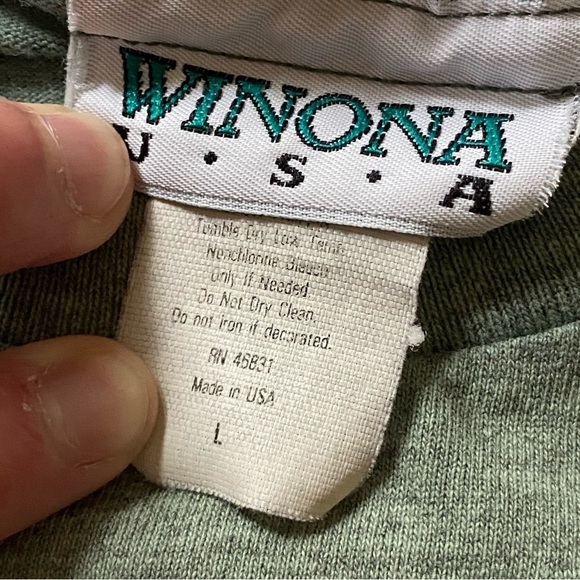 WINONA
U • S • A
Tumble Dry Low Temp.
Nonchlorine Bleach
Only If Needed
Do Not Dry Clean.
Do not Iron if decorated.
RN 46831
Made in USA
L